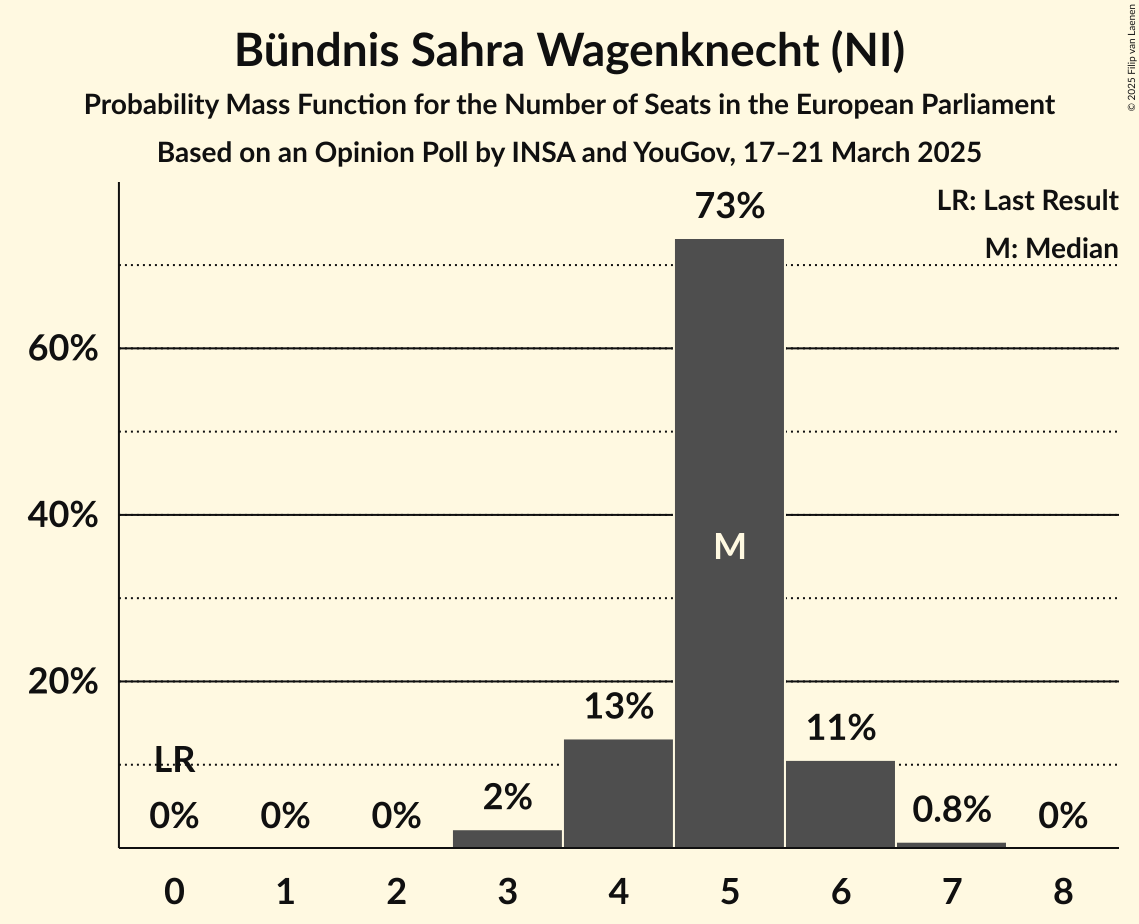 Bündnis Sahra Wagenknecht (NI)
Probability Mass Function for the Number of Seats in the European Parliament
Based on an Opinion Poll by INSA and YouGov, 17–21 March 2025
© 2025 Filip van Laenen
LR: Last Result
M: Median
73%
60%
40%
M
20%
13%
11%
LR
2%
0.8%
0% 0% 0% 0%
0 1 2 3 4 5 6 7 8